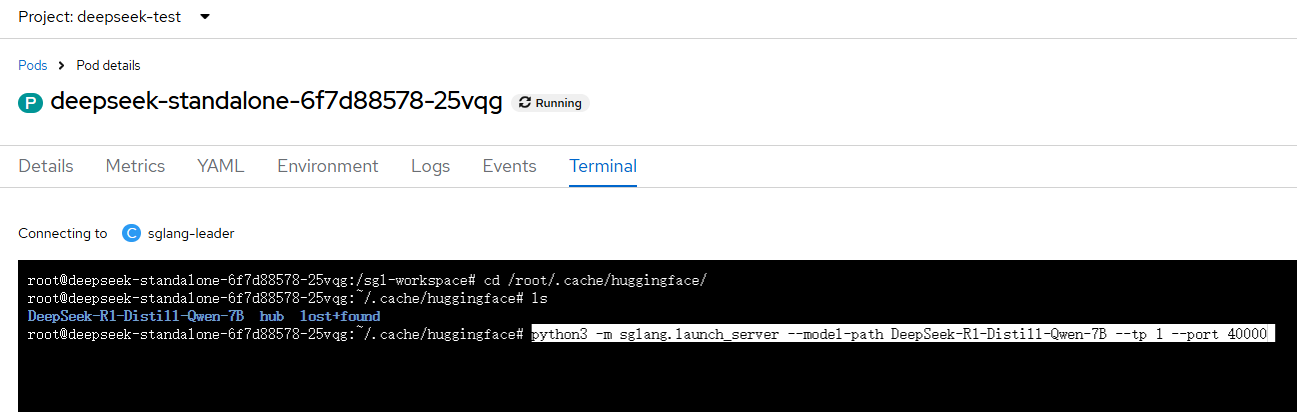 Project: deepseek-test
Pods > Pod details
P deepseek-standalone-6f7d88578-25vqg Running
Details Metrics YAML Environment Logs Events Terminal
Connecting to C sglang-leader
root@deepseek-standalone-6f7d88578-25vqg:/sgl-workspace# cd /root/.cache/huggingface/
root@deepseek-standalone-6f7d88578-25vqg:~/.cache/huggingface# ls
DeepSeek-R1-Distill-Qwen-7B hub lost+found
root@deepseek-standalone-6f7d88578-25vqg:~/.cache/huggingface# python3 -m sglang.launch_server --model-path DeepSeek-R1-Distill-Qwen-7B --tp 1 --port 40000